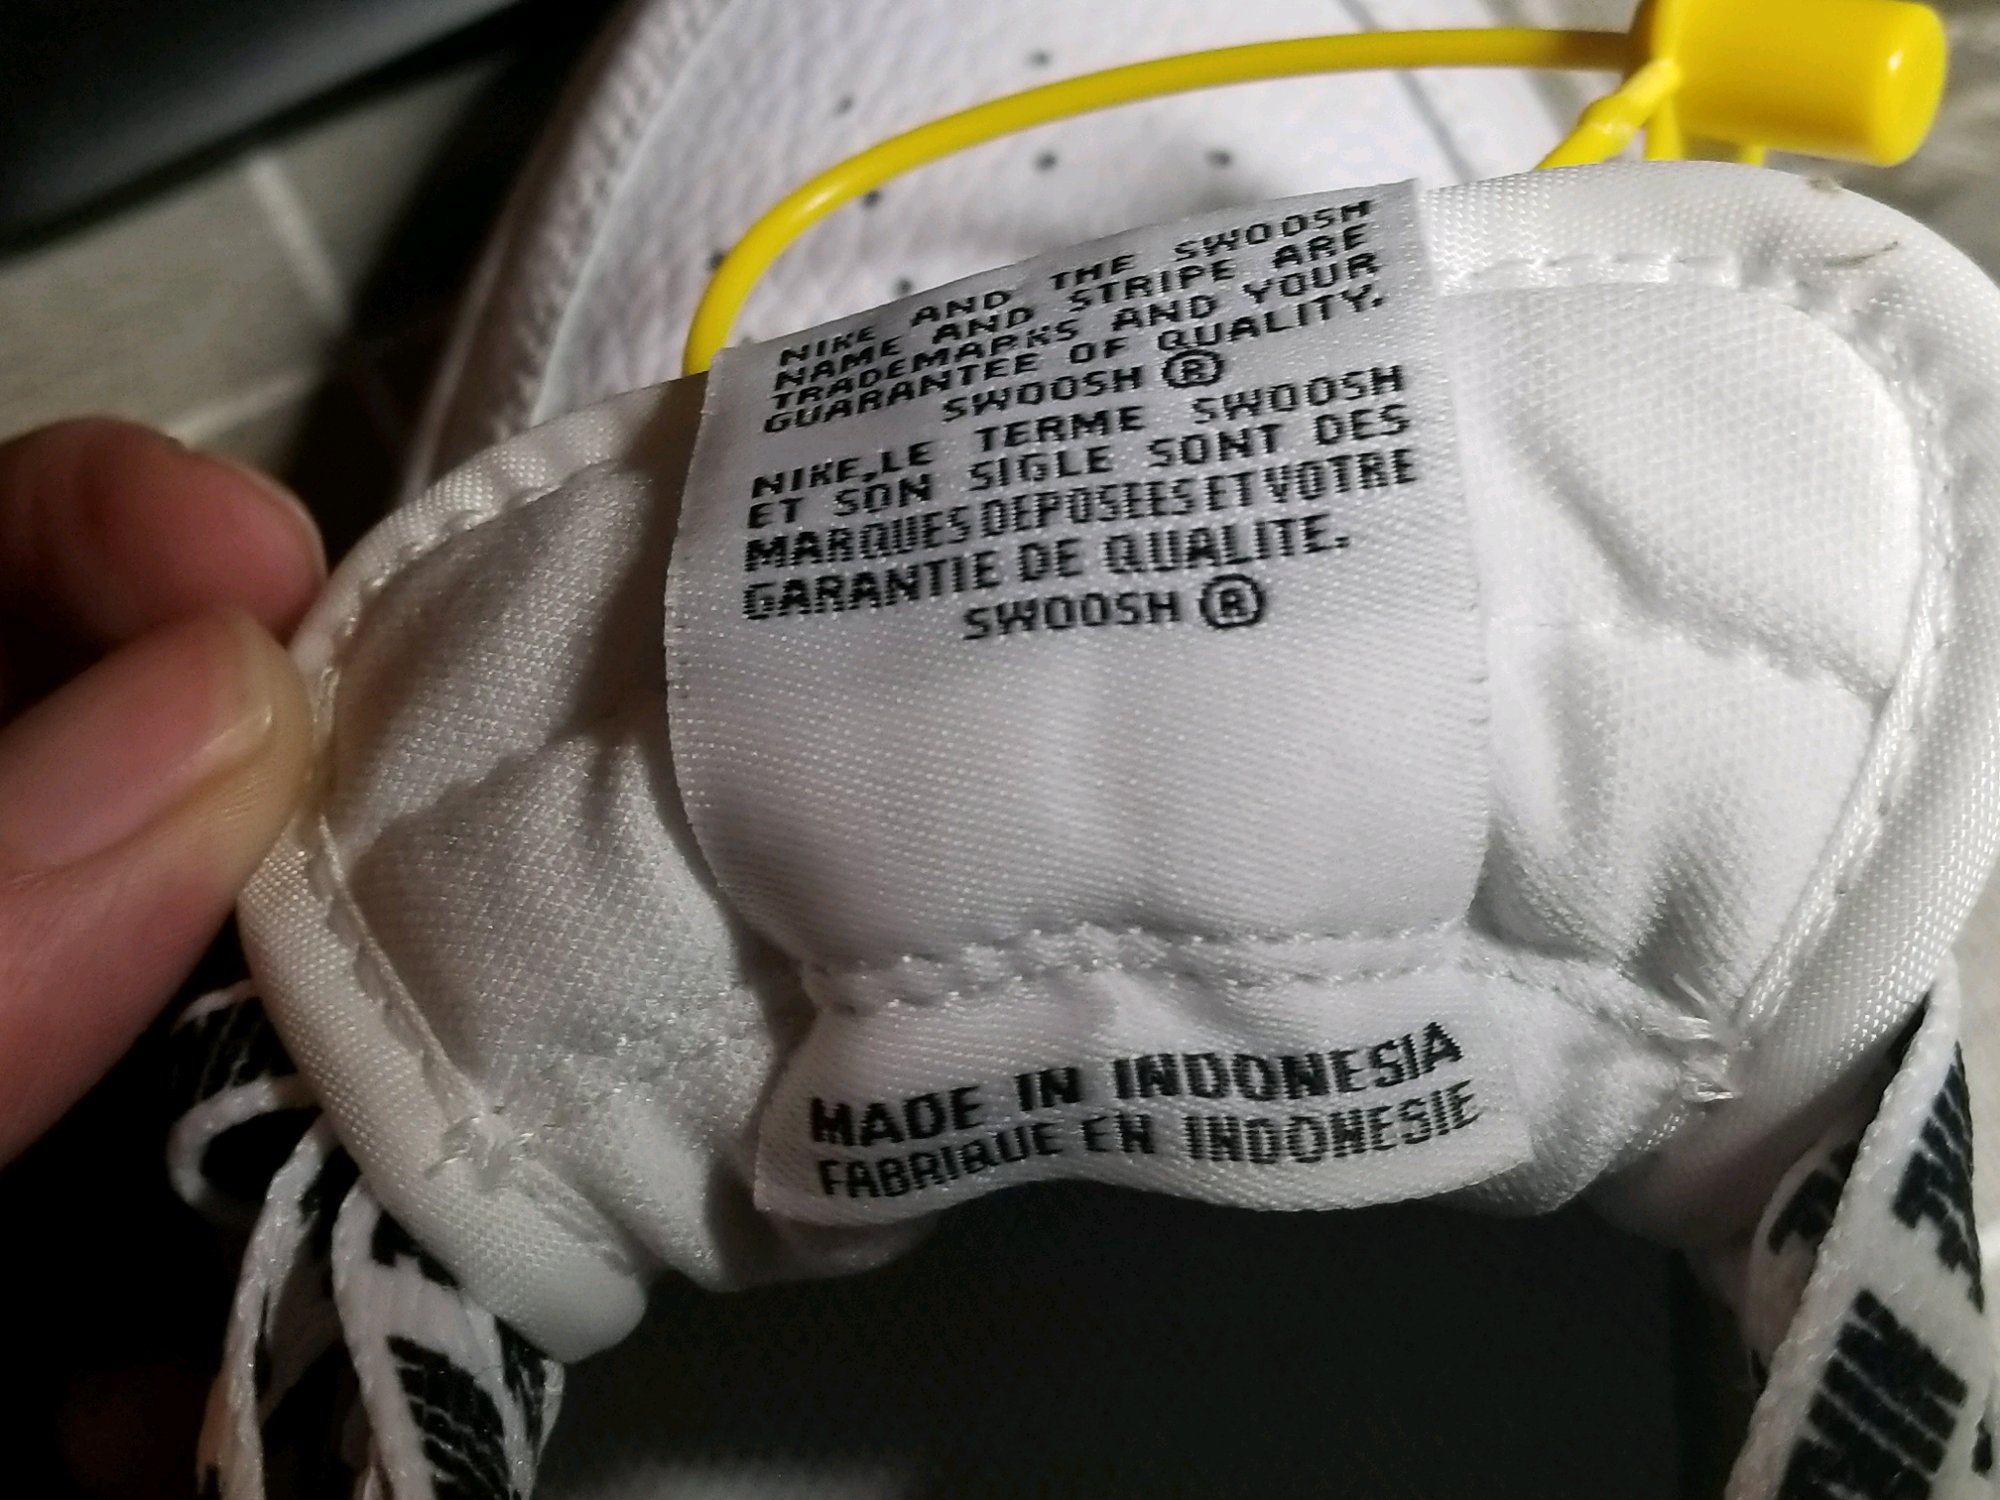 NIKE AND THE SWOOSH
NAME AND STRIPE ARE
TRADEMARKS AND YOUR
GUARANTEE OF QUALITY.
SWOOSH ®
NIKE,LE TERME SWOOSH
ET SON SIGLE SONT DES
MARQUES DEPOSEES ET VOTRE
GARANTIE DE QUALITE.
SWOOSH ®
MADE IN INDONESIA
FABRIQUE EN INDONESIE